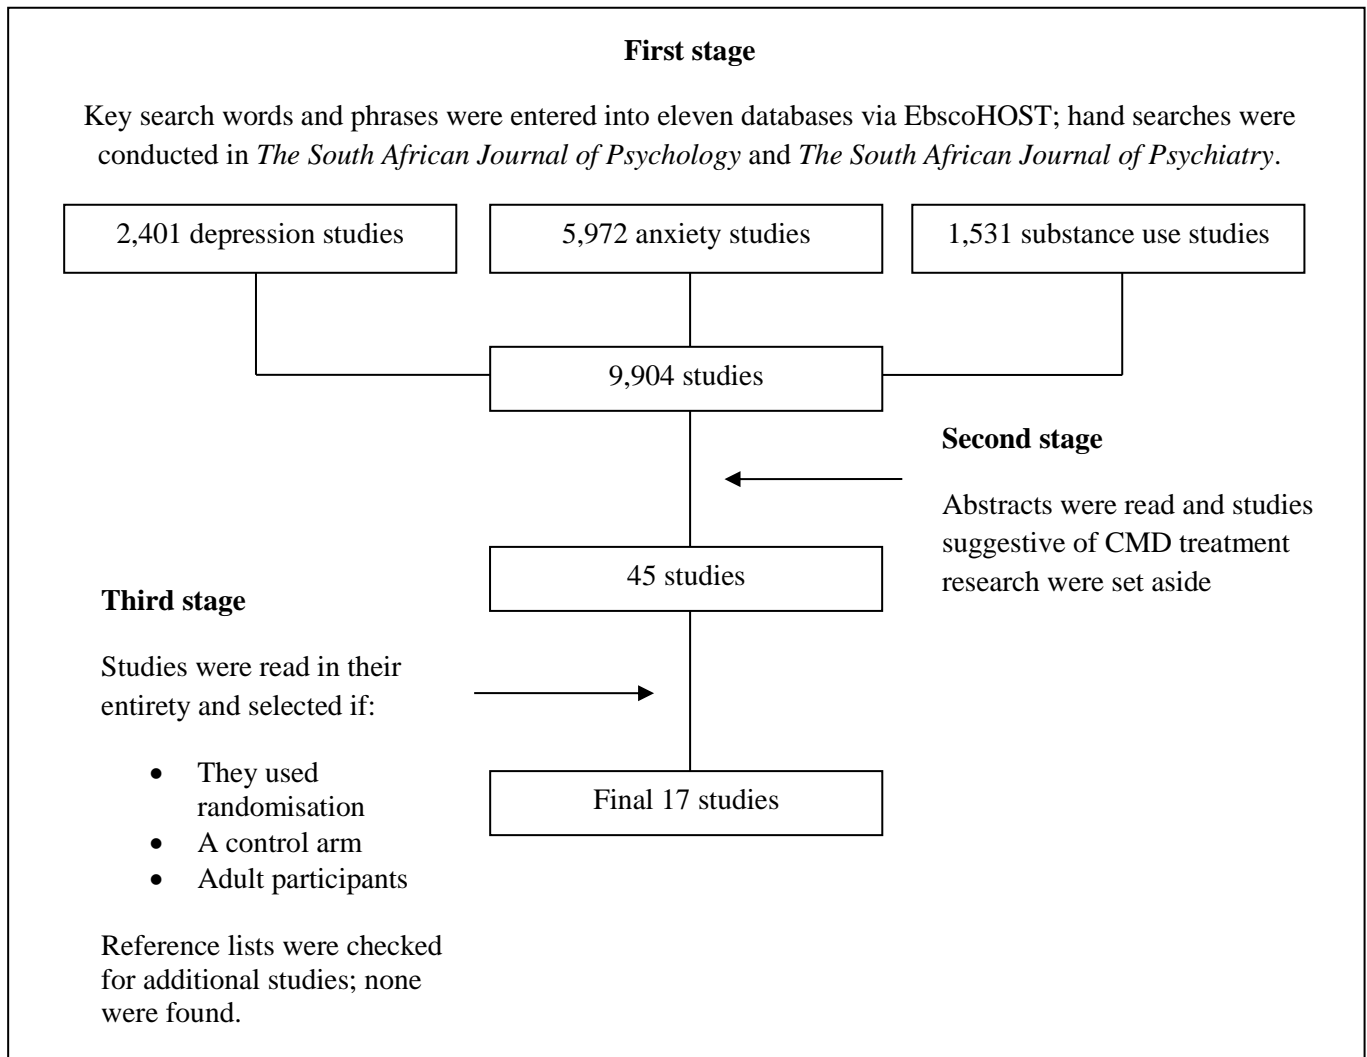 First stage
Key search words and phrases were entered into eleven databases via EbscoHOST; hand searches were
conducted in The South African Journal of Psychology and The South African Journal of Psychiatry.
2,401 depression studies
5,972 anxiety studies
1,531 substance use studies
9,904 studies
Second stage
Abstracts were read and studies
suggestive of CMD treatment
research were set aside
45 studies
Third stage
Studies were read in their
entirety and selected if:
• They used
randomisation
• A control arm
• Adult participants
Reference lists were checked
for additional studies; none
were found.
Final 17 studies